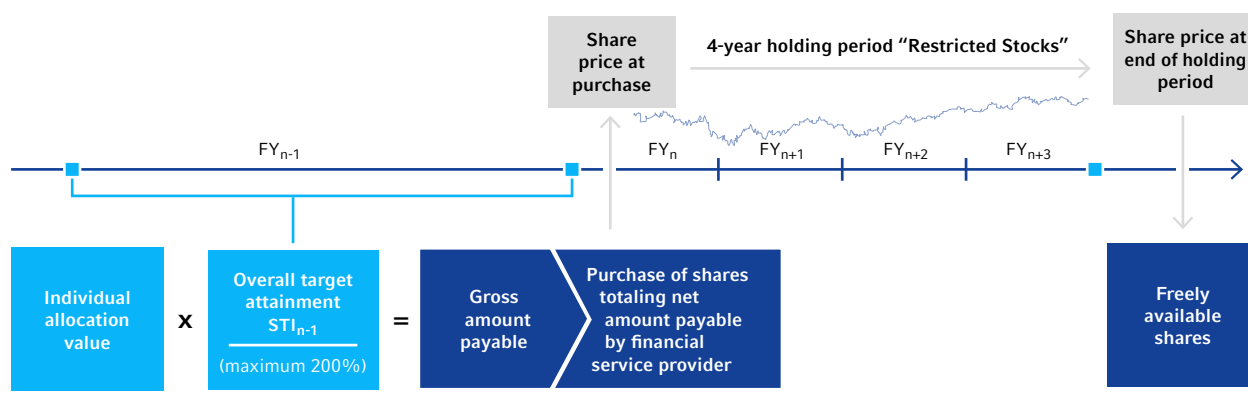 Share
price at
purchase
4-year holding period “Restricted Stocks”
Share price at
end of holding
period
FYn-1
FYn
FYn+1
FYn+2
FYn+3
Individual
allocation
value
x
Overall target
attainment
STIn-1
(maximum 200%)
=
Gross
amount
payable
Purchase of shares
totaling net
amount payable
by financial
service provider
Freely
available
shares